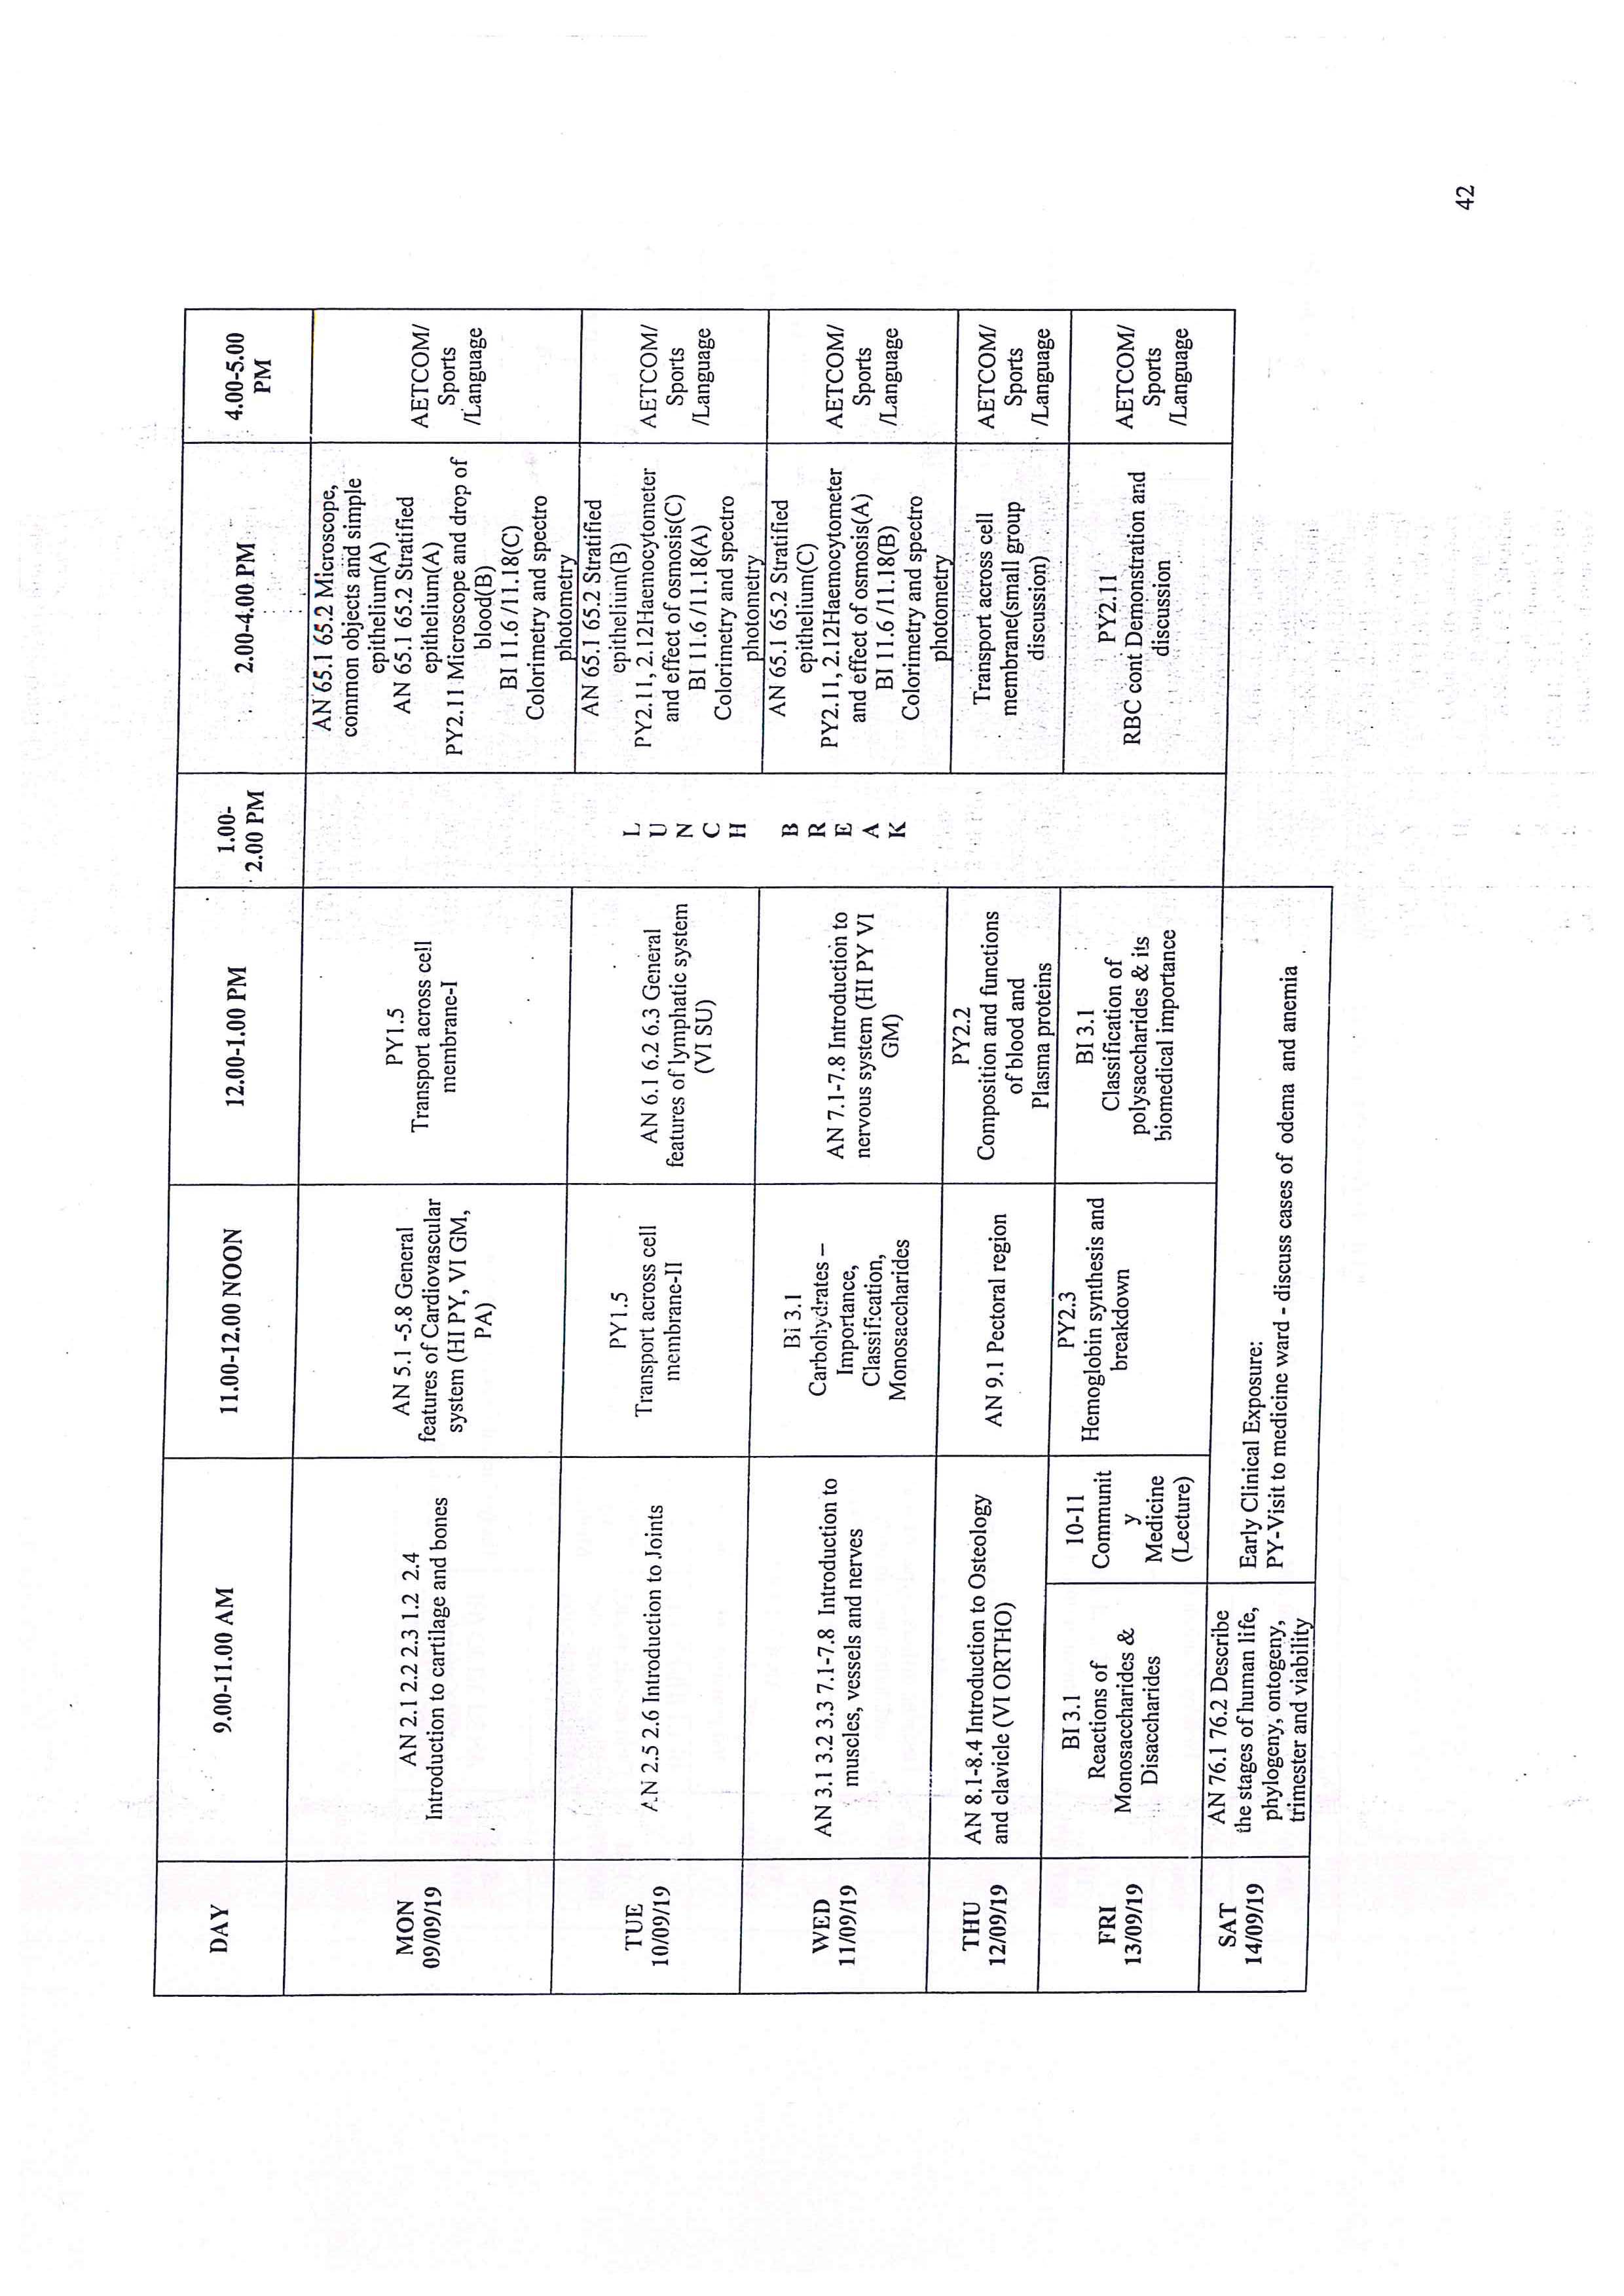 DAY
9.00-11.00 AM
11.00-12.00 NOON
12.00-1.00 PM
1.00-
2.00 PM
2.00-4.00 PM
4.00-5.00
PM
MON
09/09/19
AN 2.1 2.2 2.3 1.2 2.4
Introduction to cartilage and bones
AN 5.1 -5.8 General
features of Cardiovascular
system (HI PY, VI GM,
PA)
PY1.5
Transport across cell
membrane-I
L
U
N
C
H
B
R
E
A
K
AN 65.1 65.2 Microscope,
common objects and simple
epithelium(A)
AN 65.1 65.2 Stratified
epithelium(A)
PY2.11 Microscope and drop of
blood(B)
BI 11.6 /11.18(C)
Colorimetry and spectro
photometry
AETCOM/
Sports
/Language
TUE
10/09/19
AN 2.5 2.6 Introduction to Joints
PY1.5
Transport across cell
membrane-II
AN 6.1 6.2 6.3 General
features of lymphatic system
(VI SU)
AN 65.1 65.2 Stratified
epithelium(B)
PY2.11, 2.12Haemocytometer
and effect of osmosis(C)
BI 11.6 /11.18(A)
Colorimetry and spectro
photometry
AETCOM/
Sports
/Language
WED
11/09/19
AN 3.1 3.2 3.3 7.1-7.8 Introduction to
muscles, vessels and nerves
Bi 3.1
Carbohydrates –
Importance,
Classification,
Monosaccharides
AN 7.1-7.8 Introduction to
nervous system (HI PY VI
GM)
AN 65.1 65.2 Stratified
epithelium(C)
PY2.11, 2.12Haemocytometer
and effect of osmosis(A)
BI 11.6 /11.18(B)
Colorimetry and spectro
photometry
AETCOM/
Sports
/Language
THU
12/09/19
AN 8.1-8.4 Introduction to Osteology
and clavicle (VI ORTHO)
AN 9.1 Pectoral region
PY2.2
Composition and functions
of blood and
Plasma proteins
Transport across cell
membrane(small group
discussion)
AETCOM/
Sports
/Language
FRI
13/09/19
BI 3.1
Reactions of
Monosaccharides &
Disaccharides
10-11
Communit
y
Medicine
(Lecture)
PY2.3
Hemoglobin synthesis and
breakdown
BI 3.1
Classification of
polysaccharides & its
biomedical importance
PY2.11
RBC cont Demonstration and
discussion
AETCOM/
Sports
/Language
SAT
14/09/19
AN 76.1 76.2 Describe
the stages of human life,
phylogeny, ontogeny,
trimester and viability
Early Clinical Exposure:
PY-Visit to medicine ward - discuss cases of odema and anemia
42